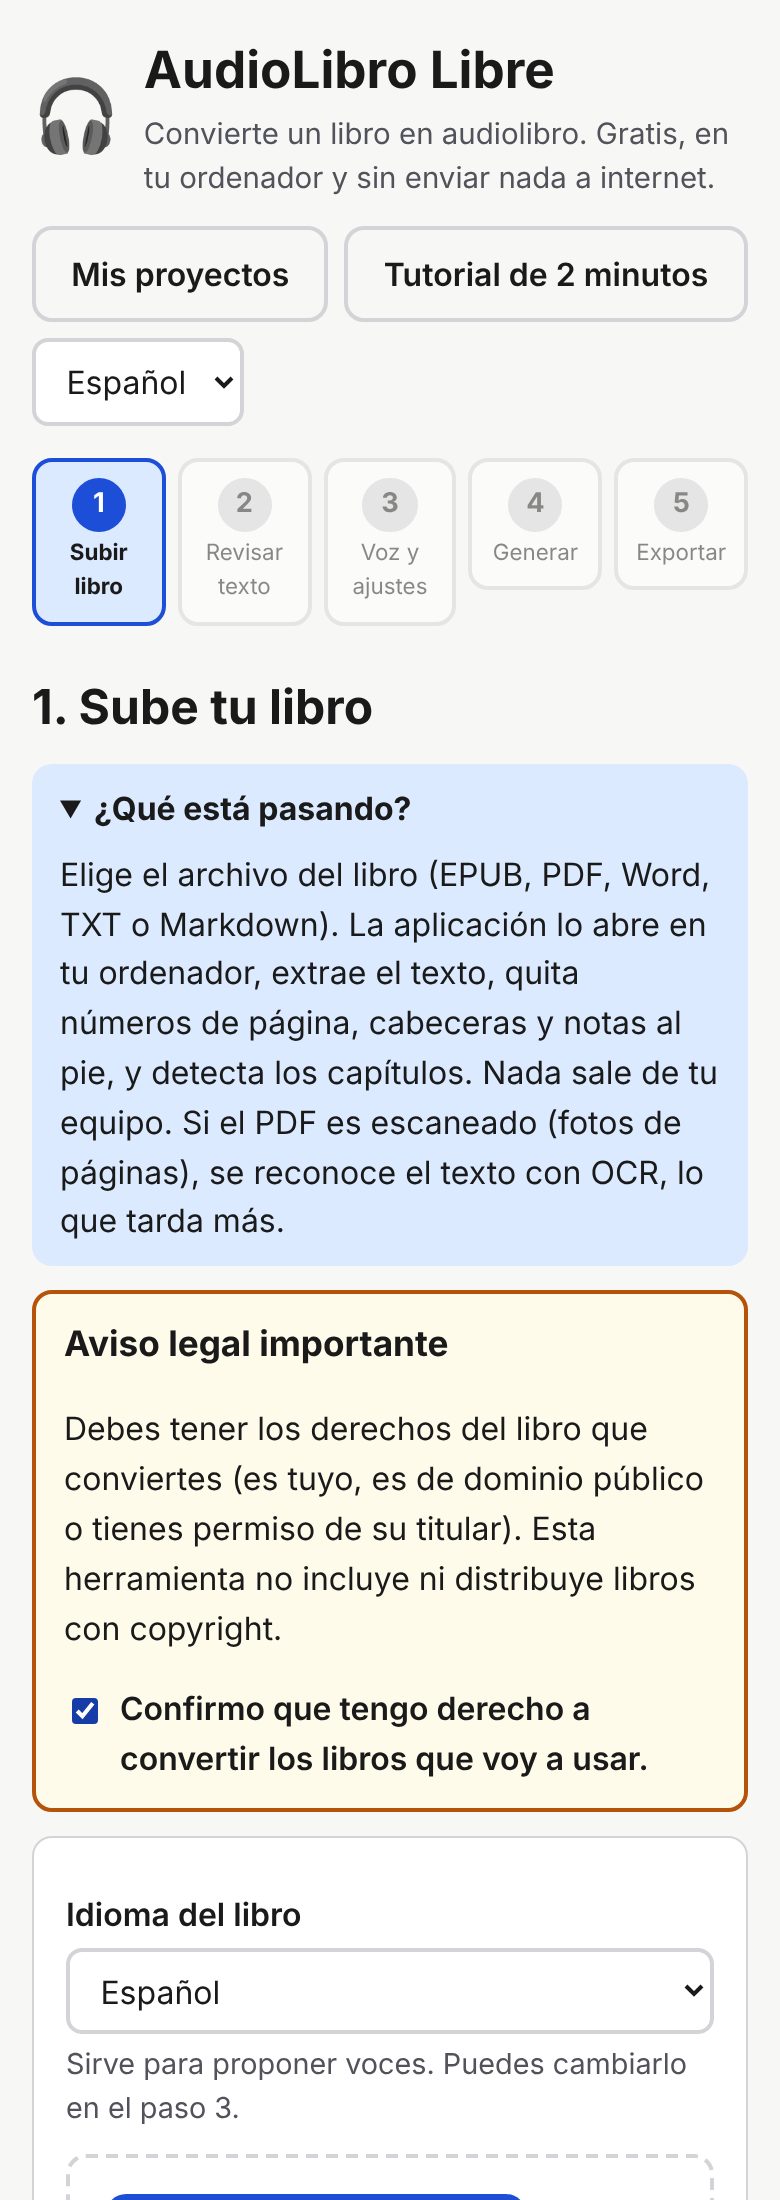 AudioLibro Libre
Convierte un libro en audiolibro. Gratis, en
tu ordenador y sin enviar nada a internet.
Mis proyectos
Tutorial de 2 minutos
Español
1
Subir
libro
2
Revisar
texto
3
Voz y
ajustes
4
Generar
5
Exportar
1. Sube tu libro
¿Qué está pasando?
Elige el archivo del libro (EPUB, PDF, Word,
TXT o Markdown). La aplicación lo abre en
tu ordenador, extrae el texto, quita
números de página, cabeceras y notas al
pie, y detecta los capítulos. Nada sale de tu
equipo. Si el PDF es escaneado (fotos de
páginas), se reconoce el texto con OCR, lo
que tarda más.
Aviso legal importante
Debes tener los derechos del libro que
conviertes (es tuyo, es de dominio público
o tienes permiso de su titular). Esta
herramienta no incluye ni distribuye libros
con copyright.
Confirmo que tengo derecho a
convertir los libros que voy a usar.
Idioma del libro
Español
Sirve para proponer voces. Puedes cambiarlo
en el paso 3.